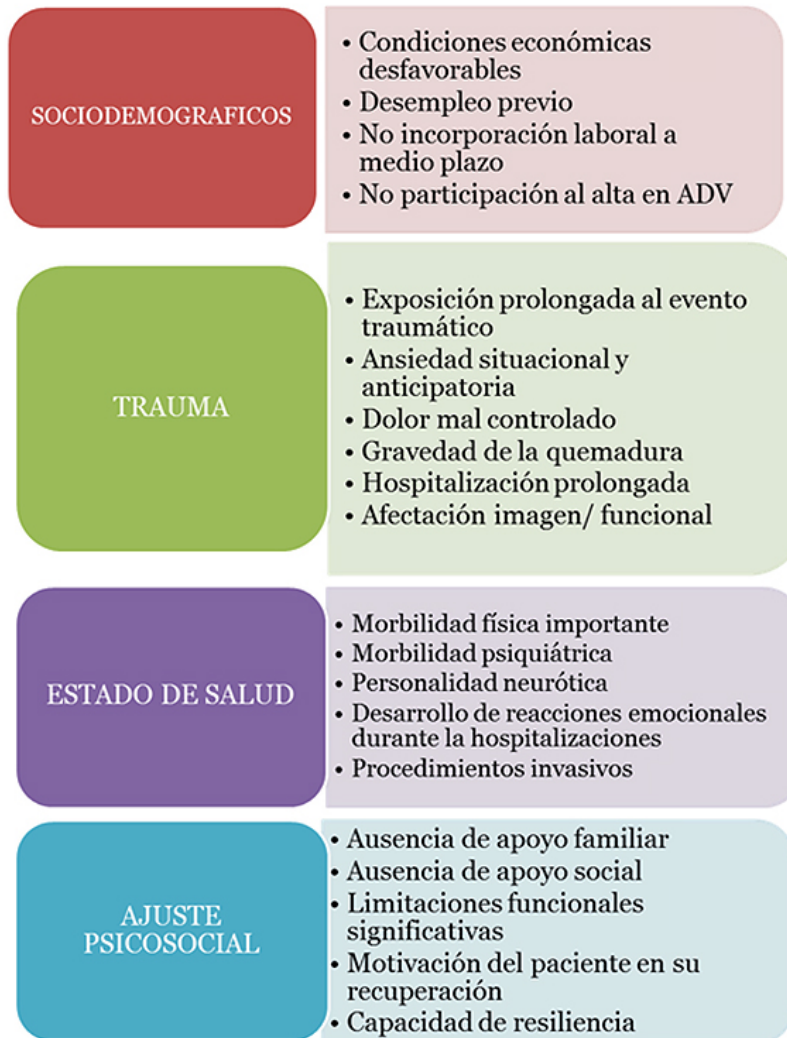 SOCIODEMOGRAFICOS
• Condiciones económicas
desfavorables
• Desempleo previo
• No incorporación laboral a
medio plazo
• No participación al alta en ADV
TRAUMA
• Exposición prolongada al evento
traumático
• Ansiedad situacional y
anticipatoria
• Dolor mal controlado
• Gravedad de la quemadura
• Hospitalización prolongada
• Afectación imagen/ funcional
ESTADO DE SALUD
• Morbilidad física importante
• Morbilidad psiquiátrica
• Personalidad neurótica
• Desarrollo de reacciones emocionales
durante la hospitalizaciones
• Procedimientos invasivos
AJUSTE
PSICOSOCIAL
• Ausencia de apoyo familiar
• Ausencia de apoyo social
• Limitaciones funcionales
significativas
• Motivación del paciente en su
recuperación
• Capacidad de resiliencia